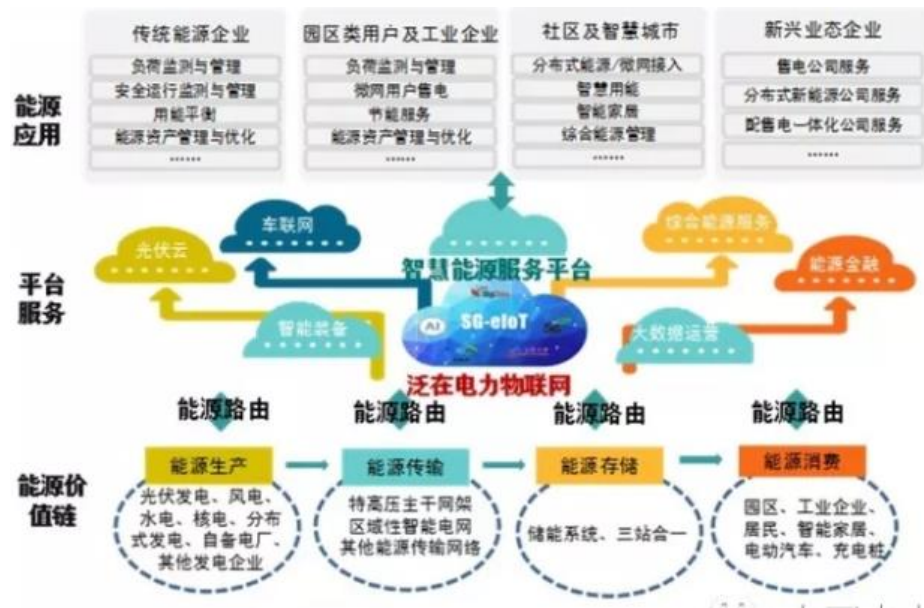 能源应用
传统能源企业
负荷监测与管理
安全运行监测与管理
用能平衡
能源资产管理与优化
······
园区类用户及工业企业
负荷监测与管理
微网用户售电
节能服务
能源资产管理与优化
······
社区及智慧城市
分布式能源/微网接入
智慧用能
智能家居
综合能源管理
······
新兴业态企业
售电公司服务
分布式新能源公司服务
配售电一体化公司服务
······
平台服务
光伏云
车联网
智慧能源服务平台
综合能源服务
能源金融
智能装备
AI
SG-eIoT
大数据运营
泛在电力物联网
能源路由
能源路由
能源路由
能源路由
能源价值链
能源生产
光伏发电、风电、
水电、核电、分布
式发电、自备电厂、
其他发电企业
能源传输
特高压主干网架
区域性智能电网
其他能源传输网络
能源存储
储能系统、三站合一
能源消费
园区、工业企业、
居民、智能家居、
电动汽车、充电桩